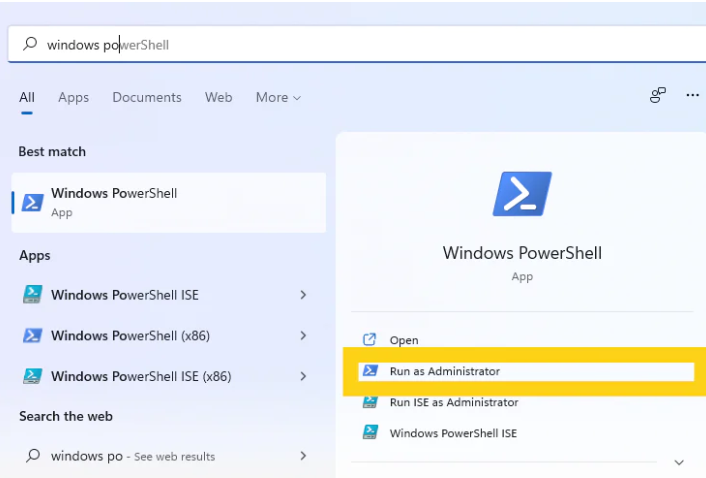 windows powerShell
All Apps Documents Web More
Best match
Windows PowerShell
App
Apps
Windows PowerShell ISE
Windows PowerShell (x86)
Windows PowerShell ISE (x86)
Search the web
windows po - See web results
Windows PowerShell
App
Open
Run as Administrator
Run ISE as Administrator
Windows PowerShell ISE